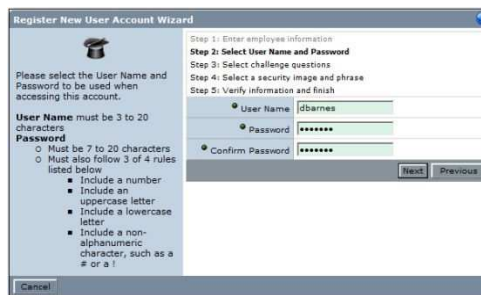 Register New User Account Wizard
Please select the User Name and
Password to be used when
accessing this account.
User Name must be 3 to 20
characters
Password
Must be 7 to 20 characters
Must also follow 3 of 4 rules
listed below
Include a number
Include an
uppercase letter
Include a lowercase
letter
Include a non-
alphanumeric
character, such as a
# or a !
Step 1: Enter employee information
Step 2: Select User Name and Password
Step 3: Select challenge questions
Step 4: Select a security image and phrase
Step 5: Verify information and finish
User Name dbarnes
Password •••••••
Confirm Password •••••••
Next Previous
Cancel